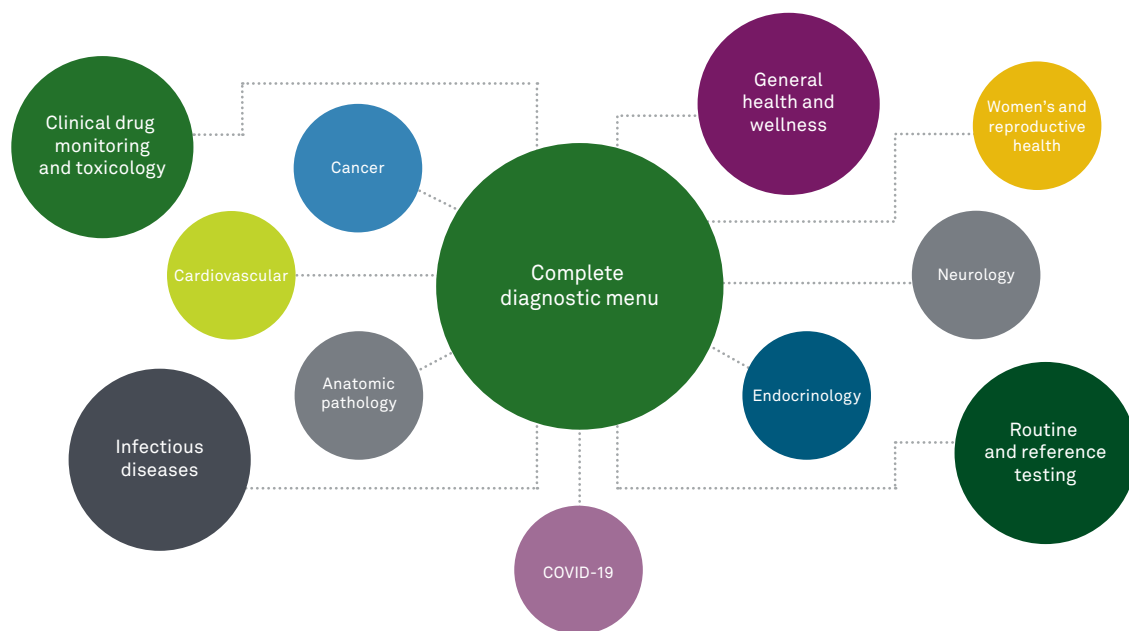 Clinical drug
monitoring
and toxicology
Cancer
General
health and
wellness
Women's and
reproductive
health
Cardiovascular
Complete
diagnostic menu
Neurology
Anatomic
pathology
Endocrinology
Infectious
diseases
Routine
and reference
testing
COVID-19